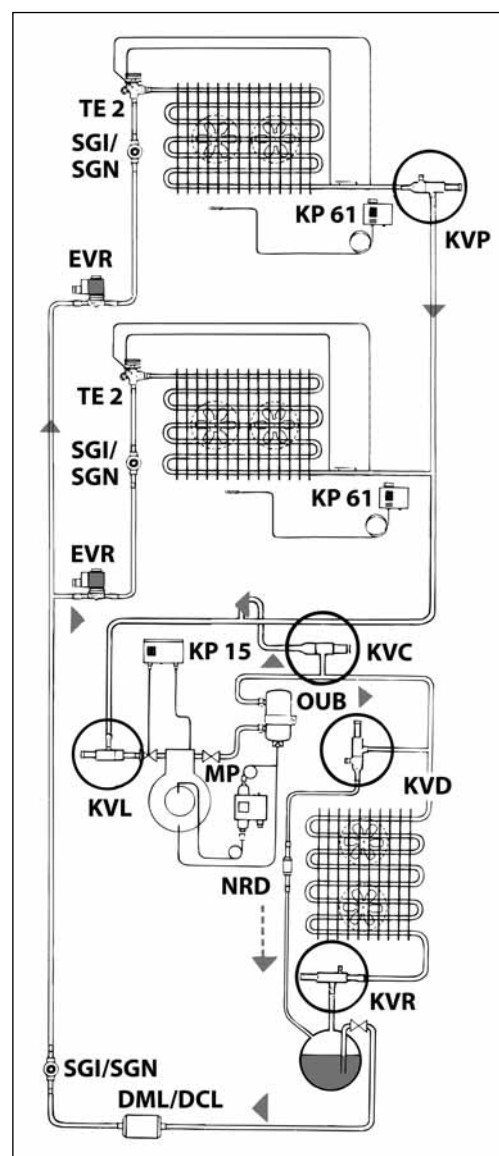 TE 2
SGI/
SGN
KP 61
KVP
EVR
TE 2
SGI/
SGN
KP 61
EVR
KP 15
KVC
OUB
MP
KVL
KVD
NRD
KVR
SGI/SGN
DML/DCL